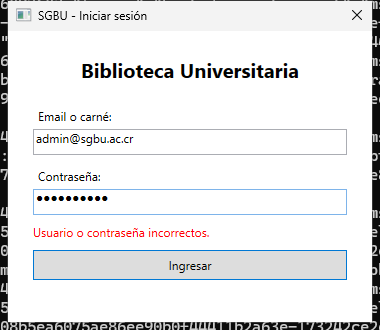 SGBU - Iniciar sesión
Biblioteca Universitaria
Email o carné:
admin@sgbu.ac.cr
Contraseña:
●●●●●●●●●●
Usuario o contraseña incorrectos.
Ingresar